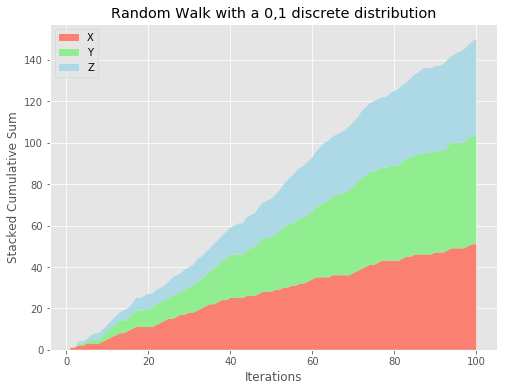 Random Walk with a 0,1 discrete distribution
X
Y
Z
140
120
100
80
60
40
20
0
Stacked Cumulative Sum
0 20 40 60 80 100
Iterations